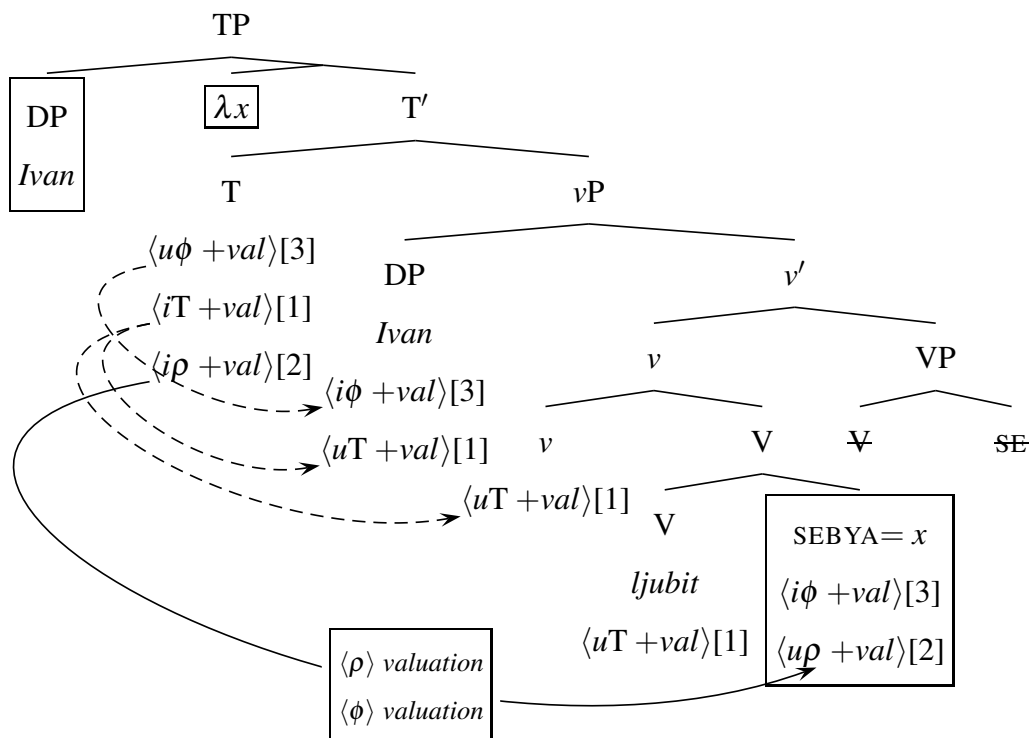 TP
DP λx T′
Ivan T vP
⟨uϕ +val⟩[3] DP v′
⟨iT +val⟩[1] Ivan v VP
⟨iρ +val⟩[2] ⟨iϕ +val⟩[3]
⟨uT +val⟩[1] v V V SE
⟨uT +val⟩[1] V SEBYA= x
ljubit ⟨iϕ +val⟩[3]
⟨uT +val⟩[1] ⟨uρ +val⟩[2]
⟨ρ⟩ valuation
⟨ϕ⟩ valuation